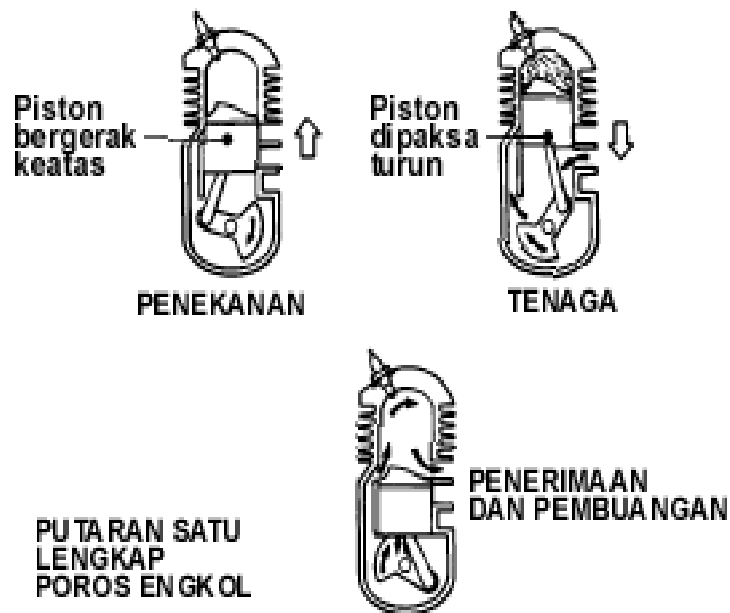 Piston
bergerak
keatas
Piston
dipaksa
turun
PENEKANAN
TENAGA
PENERIMAAN
DAN PEMBUANGAN
PUTARAN SATU
LENGKAP
POROS ENGKOL